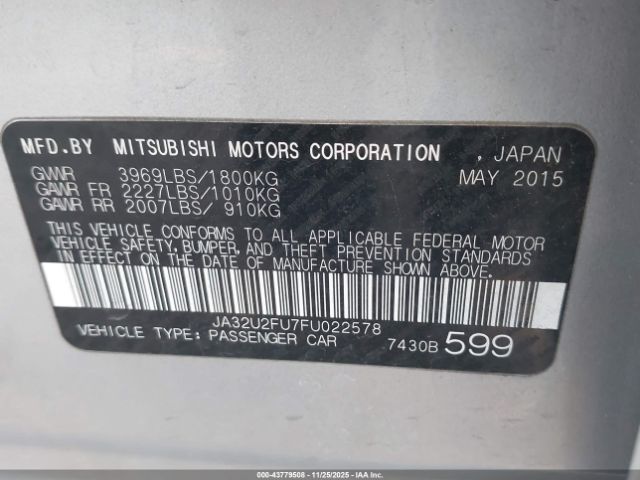 MFD.BY MITSUBISHI MOTORS CORPORATION , JAPAN
GVWR 3969LBS/1800KG MAY 2015
GAWR FR 2227LBS/1010KG
GAWR RR 2007LBS/ 910KG
THIS VEHICLE CONFORMS TO ALL APPLICABLE FEDERAL MOTOR
VEHICLE SAFETY, BUMPER, AND THEFT PREVENTION STANDARDS
IN EFFECT ON THE DATE OF MANUFACTURE SHOWN ABOVE.
JA32U2FU7FU022578
VEHICLE TYPE: PASSENGER CAR 7430B 599
000-43779508 - 11/25/2025 - COPYRIGHT IAA, LLC.